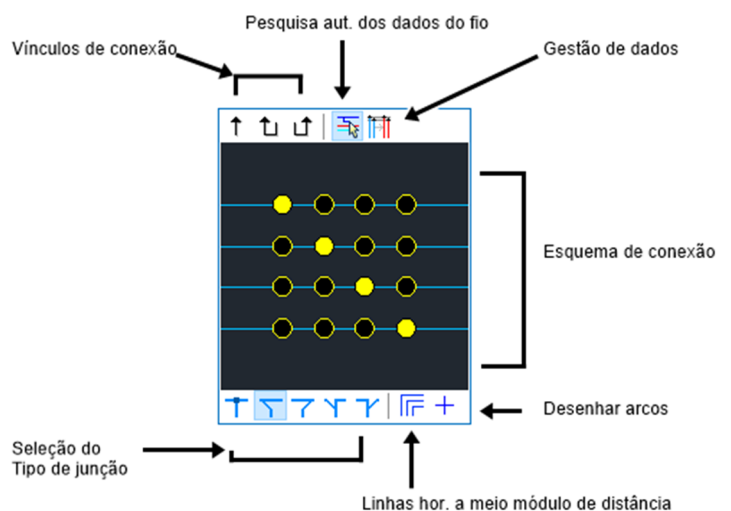 Pesquisa aut. dos dados do fio
Vínculos de conexão
Gestão de dados
Esquema de conexão
Desenhar arcos
Seleção do
Tipo de junção
Linhas hor. a meio módulo de distância